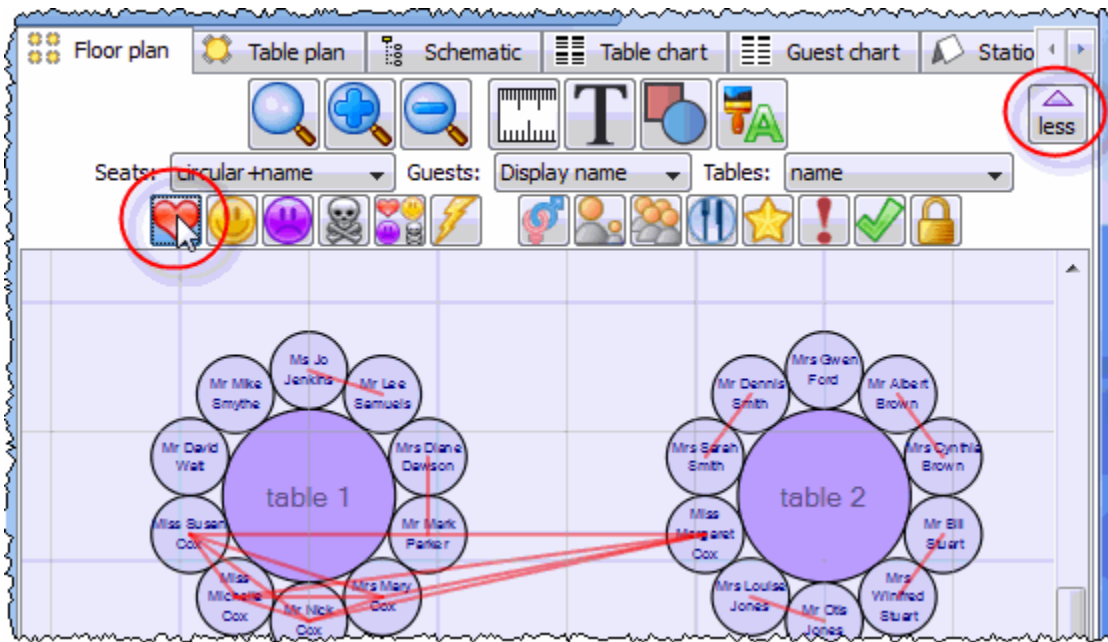 Floor plan
Table plan
Schematic
Table chart
Guest chart
Statio
T
A
less
Seats: circular+name
Guests: Display name
Tables: name
Ms Jo
Jenkins
Mr Mike
Smythe
Mr Lee
Samuels
Mr David
Watt
Mrs Diane
Dawson
table 1
Miss Susan
Cox
Mr Mark
Parker
Miss
Michelle
Cox
Mrs Mary
Cox
Mr Nick
Cox
Mrs Gwen
Ford
Mr Dennis
Smith
Mr Albert
Brown
Mrs Sarah
Smith
Mrs Cynthia
Brown
table 2
Miss
Margaret
Cox
Mr Bill
Stuart
Mrs Louise
Jones
Mrs
Winifred
Stuart
Mr Otis
Jones